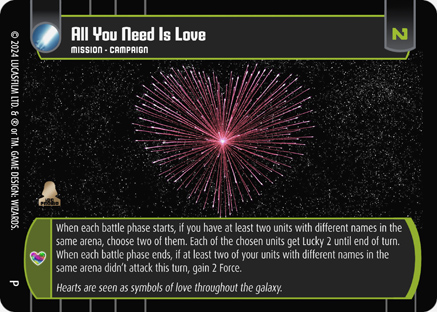 All You Need Is Love
MISSION - CAMPAIGN
N
© 2024 LUCASFILM LTD. & ® or TM. GAME DESIGN: WIZARDS.
When each battle phase starts, if you have at least two units with different names in the
same arena, choose two of them. Each of the chosen units get Lucky 2 until end of turn.
When each battle phase ends, if at least two of your units with different names in the
same arena didn't attack this turn, gain 2 Force.
Hearts are seen as symbols of love throughout the galaxy.
P